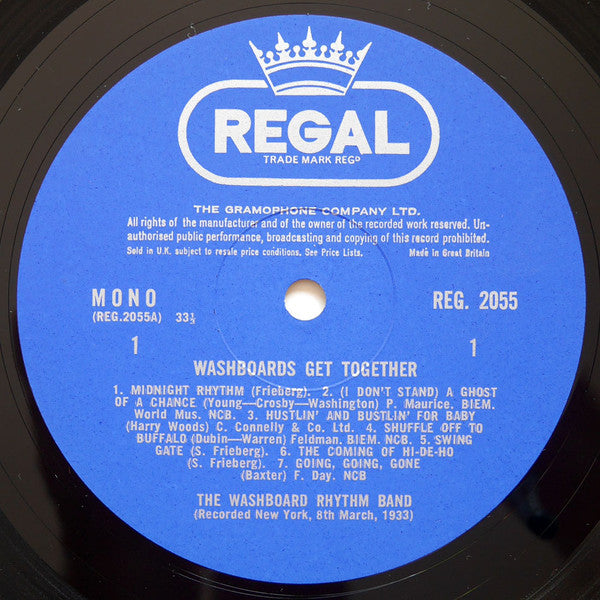 REGAL
TRADE MARK REGD
THE GRAMOPHONE COMPANY LTD.
All rights of the manufacturer and of the owner of the recorded work reserved. Un-
authorised public performance, broadcasting and copying of this record prohibited.
Sold in U.K. subject to resale price conditions. See Price Lists. Made in Great Britain
MONO REG. 2055
(REG.2055A) 33⅓
1 1
WASHBOARDS GET TOGETHER
1. MIDNIGHT RHYTHM (Frieberg). 2. (I DON'T STAND) A GHOST
OF A CHANCE (Young—Crosby—Washington) P. Maurice. BIEM.
World Mus. NCB. 3. HUSTLIN' AND BUSTLIN' FOR BABY
(Harry Woods) C. Connelly & Co. Ltd. 4. SHUFFLE OFF TO
BUFFALO (Dubin—Warren) Feldman. BIEM. NCB. 5. SWING
GATE (S. Frieberg). 6. THE COMING OF HI-DE-HO
(S. Frieberg). 7. GOING, GOING, GONE
(Baxter) F. Day. NCB
THE WASHBOARD RHYTHM BAND
(Recorded New York, 8th March, 1933)